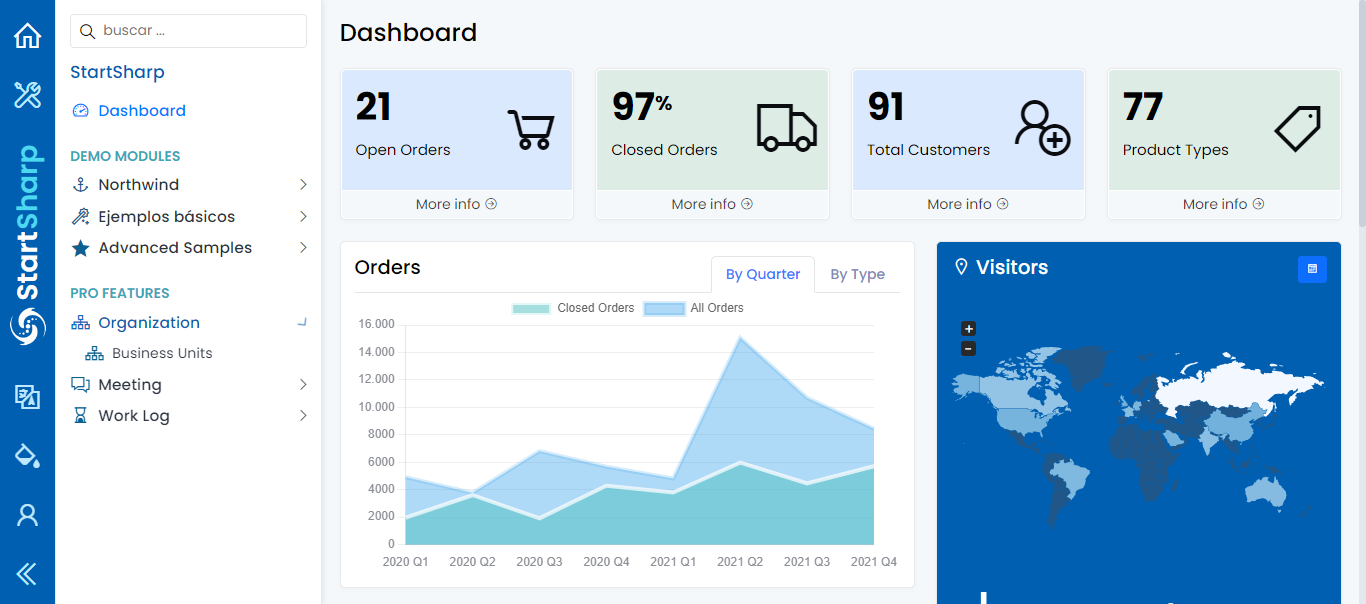 StartSharp
buscar ...
StartSharp
Dashboard
DEMO MODULES
Northwind
Ejemplos básicos
Advanced Samples
PRO FEATURES
Organization
Business Units
Meeting
Work Log
Dashboard
21
Open Orders
More info
97%
Closed Orders
More info
91
Total Customers
More info
77
Product Types
More info
Orders
By Quarter
By Type
Closed Orders
All Orders
16.000
14.000
12.000
10.000
8000
6000
4000
2000
0
2020 Q1 2020 Q2 2020 Q3 2020 Q4 2021 Q1 2021 Q2 2021 Q3 2021 Q4
Visitors
+
−